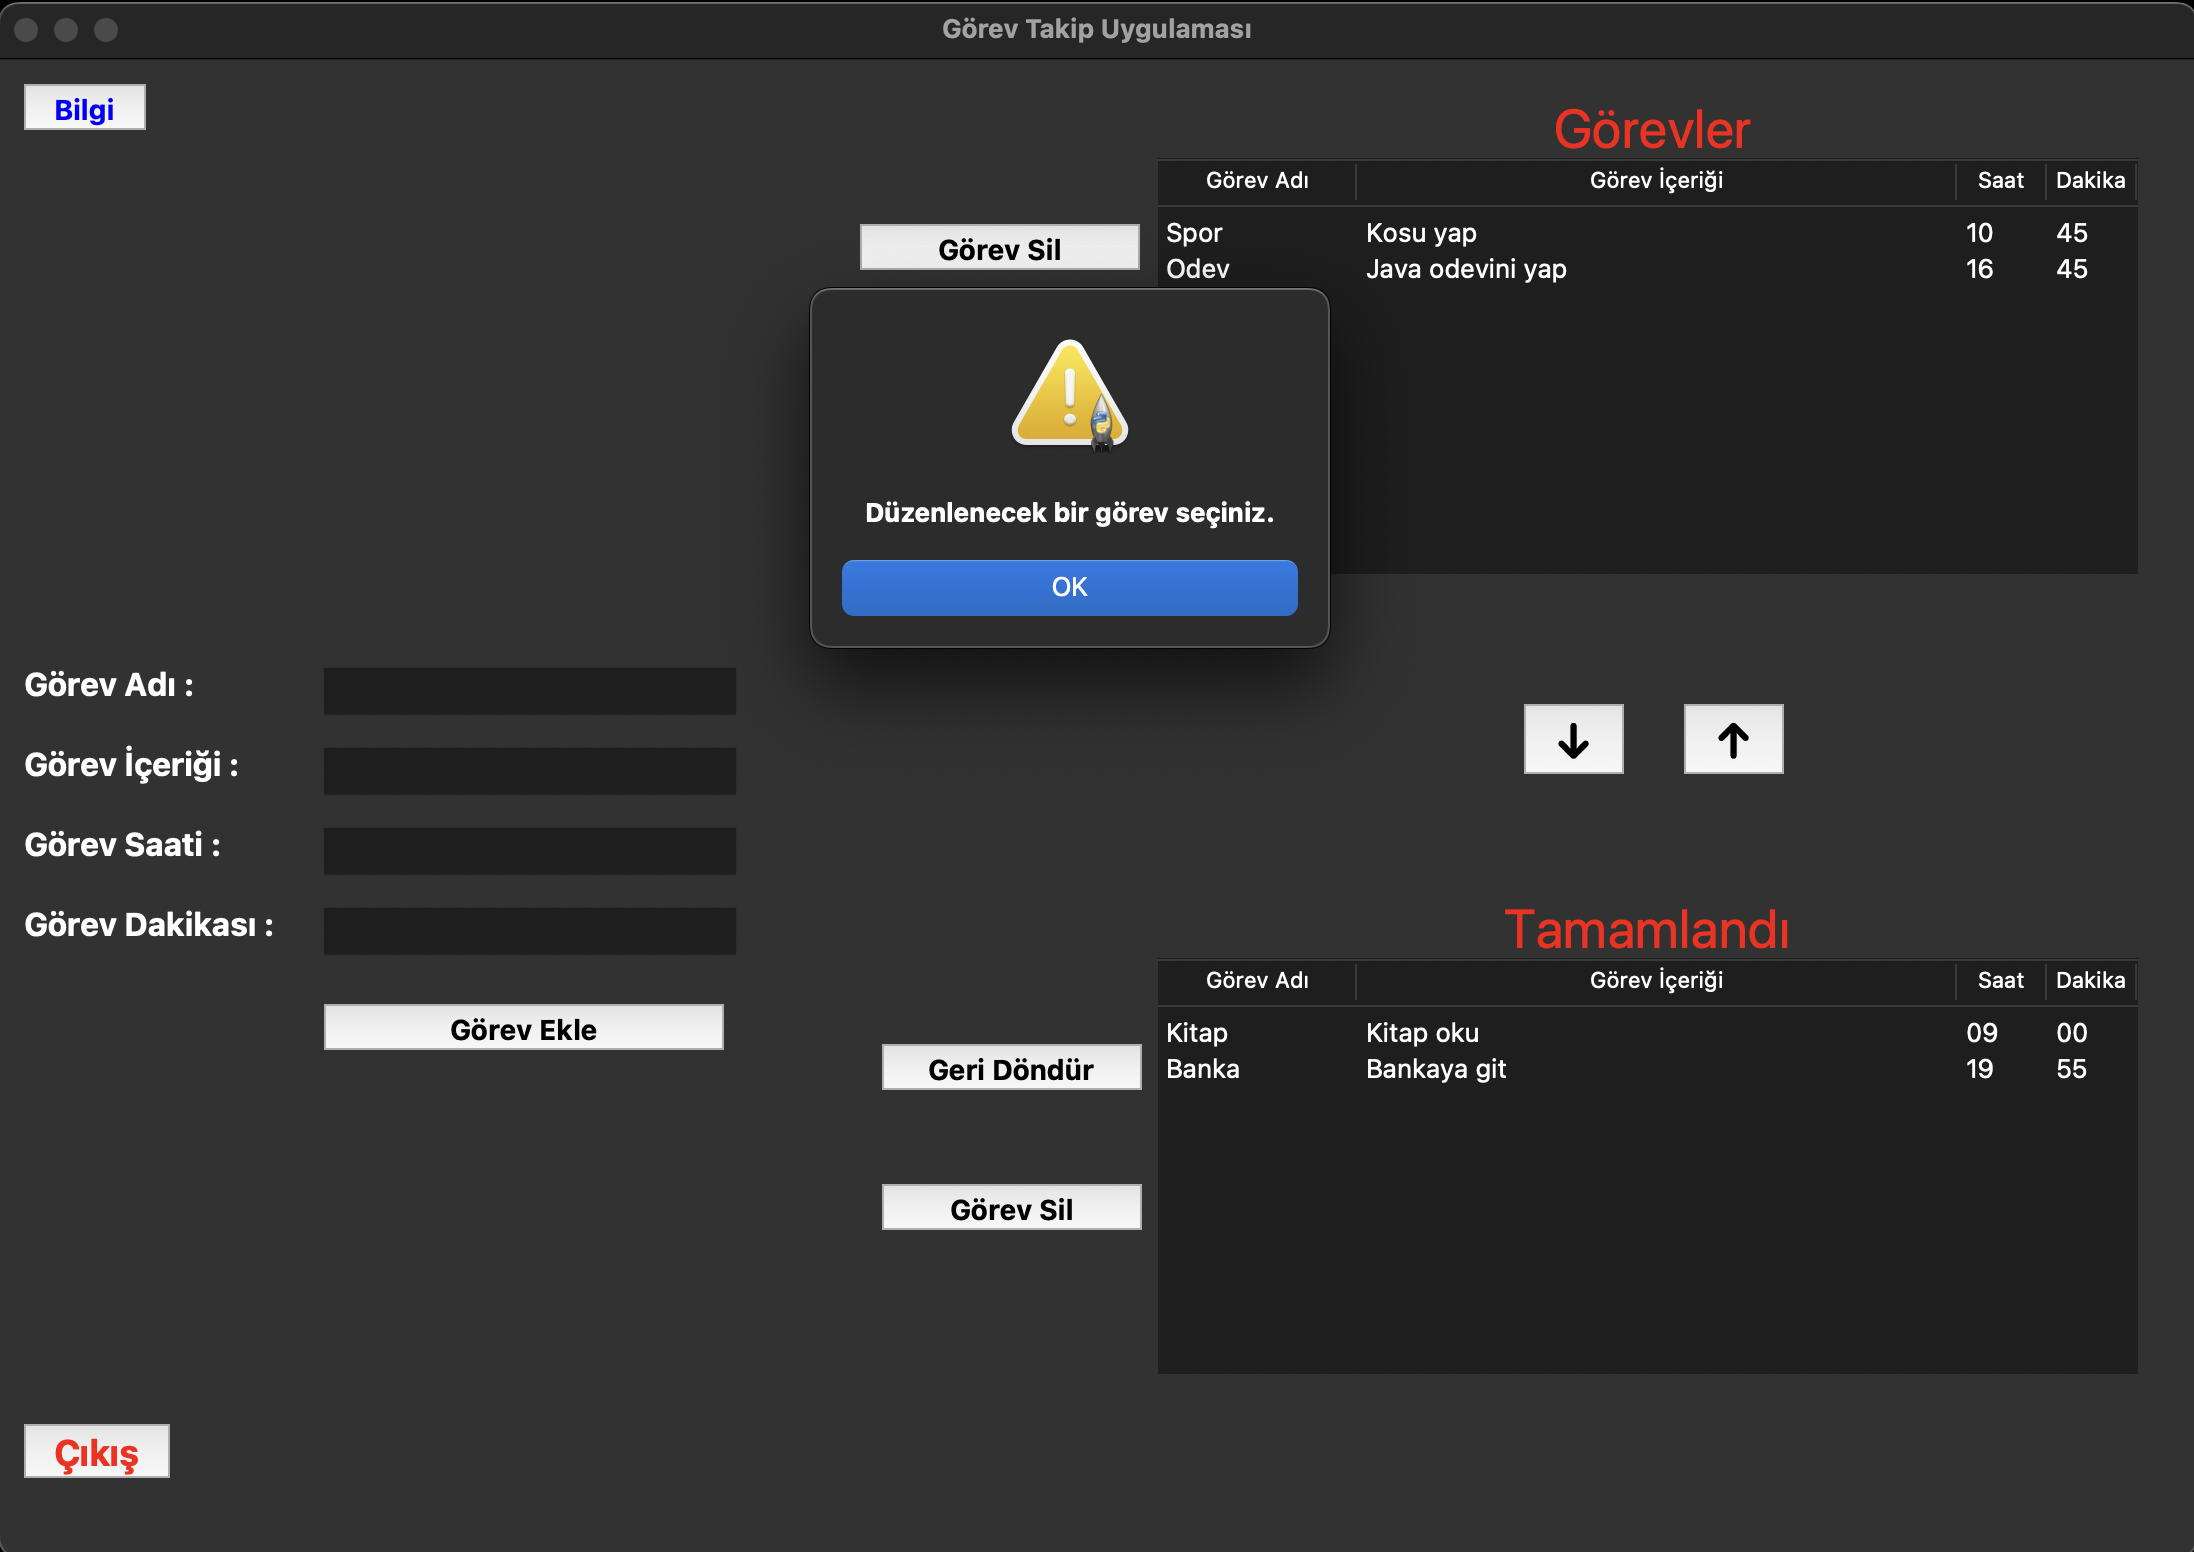 Görev Takip Uygulaması
Bilgi
Görevler
Görev Adı Görev İçeriği Saat Dakika
Spor Kosu yap 10 45
Odev Java odevini yap 16 45
Görev Sil
Düzenlenecek bir görev seçiniz.
OK
Görev Adı :
Görev İçeriği :
Görev Saati :
Görev Dakikası :
Görev Ekle
↓ ↑
Tamamlandı
Görev Adı Görev İçeriği Saat Dakika
Kitap Kitap oku 09 00
Banka Bankaya git 19 55
Geri Döndür
Görev Sil
Çıkış